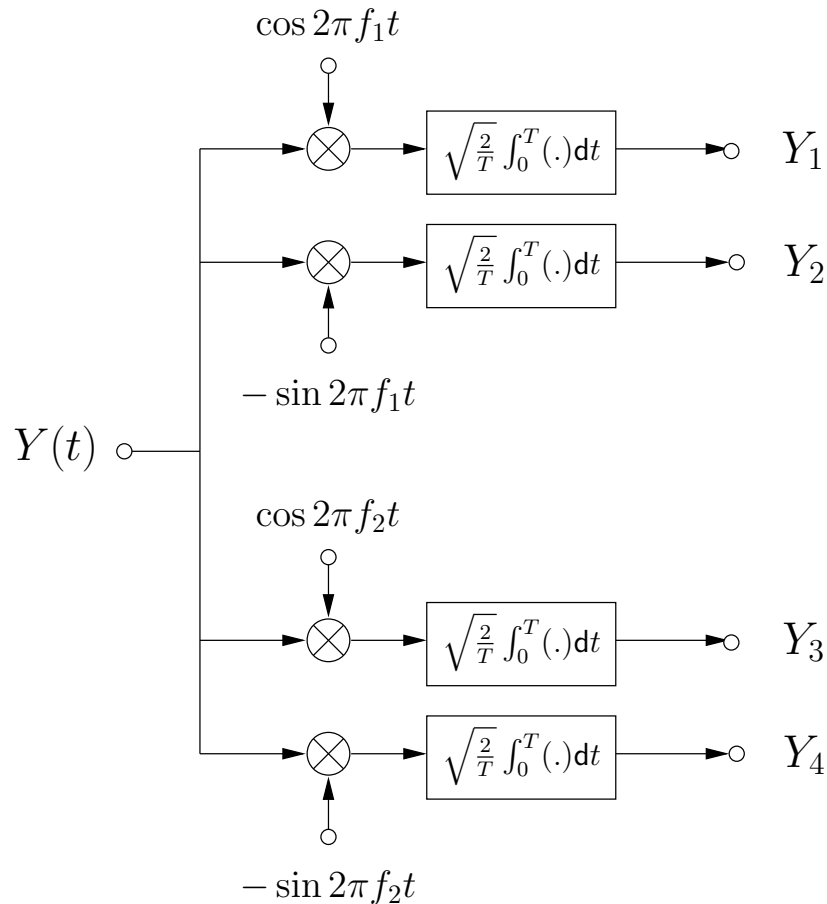 cos 2πf₁t
√(2/T) ∫₀ᵀ(.)dt
Y₁
√(2/T) ∫₀ᵀ(.)dt
Y₂
− sin 2πf₁t
Y(t)
cos 2πf₂t
√(2/T) ∫₀ᵀ(.)dt
Y₃
√(2/T) ∫₀ᵀ(.)dt
Y₄
− sin 2πf₂t